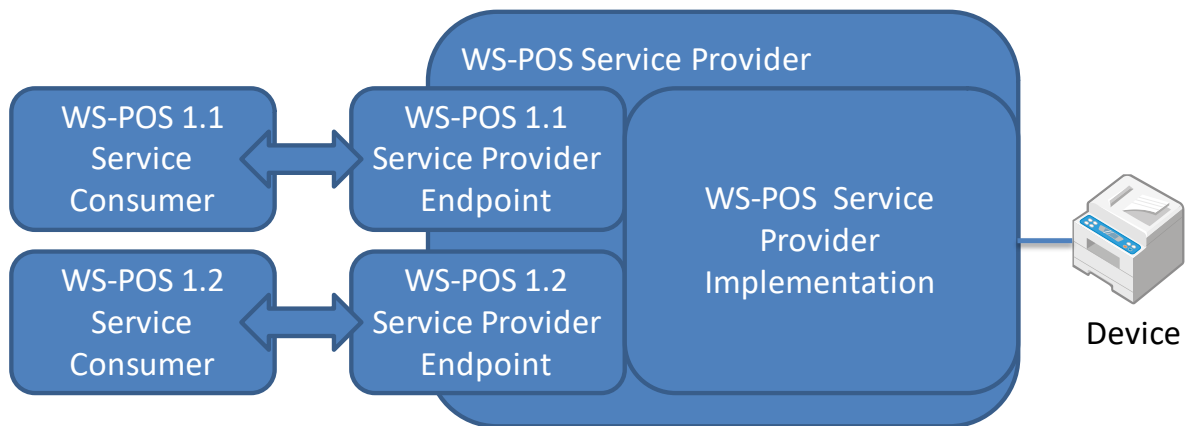 WS-POS Service Provider
WS-POS 1.1
Service
Consumer
WS-POS 1.1
Service Provider
Endpoint
WS-POS 1.2
Service
Consumer
WS-POS 1.2
Service Provider
Endpoint
WS-POS  Service
Provider
Implementation
Device